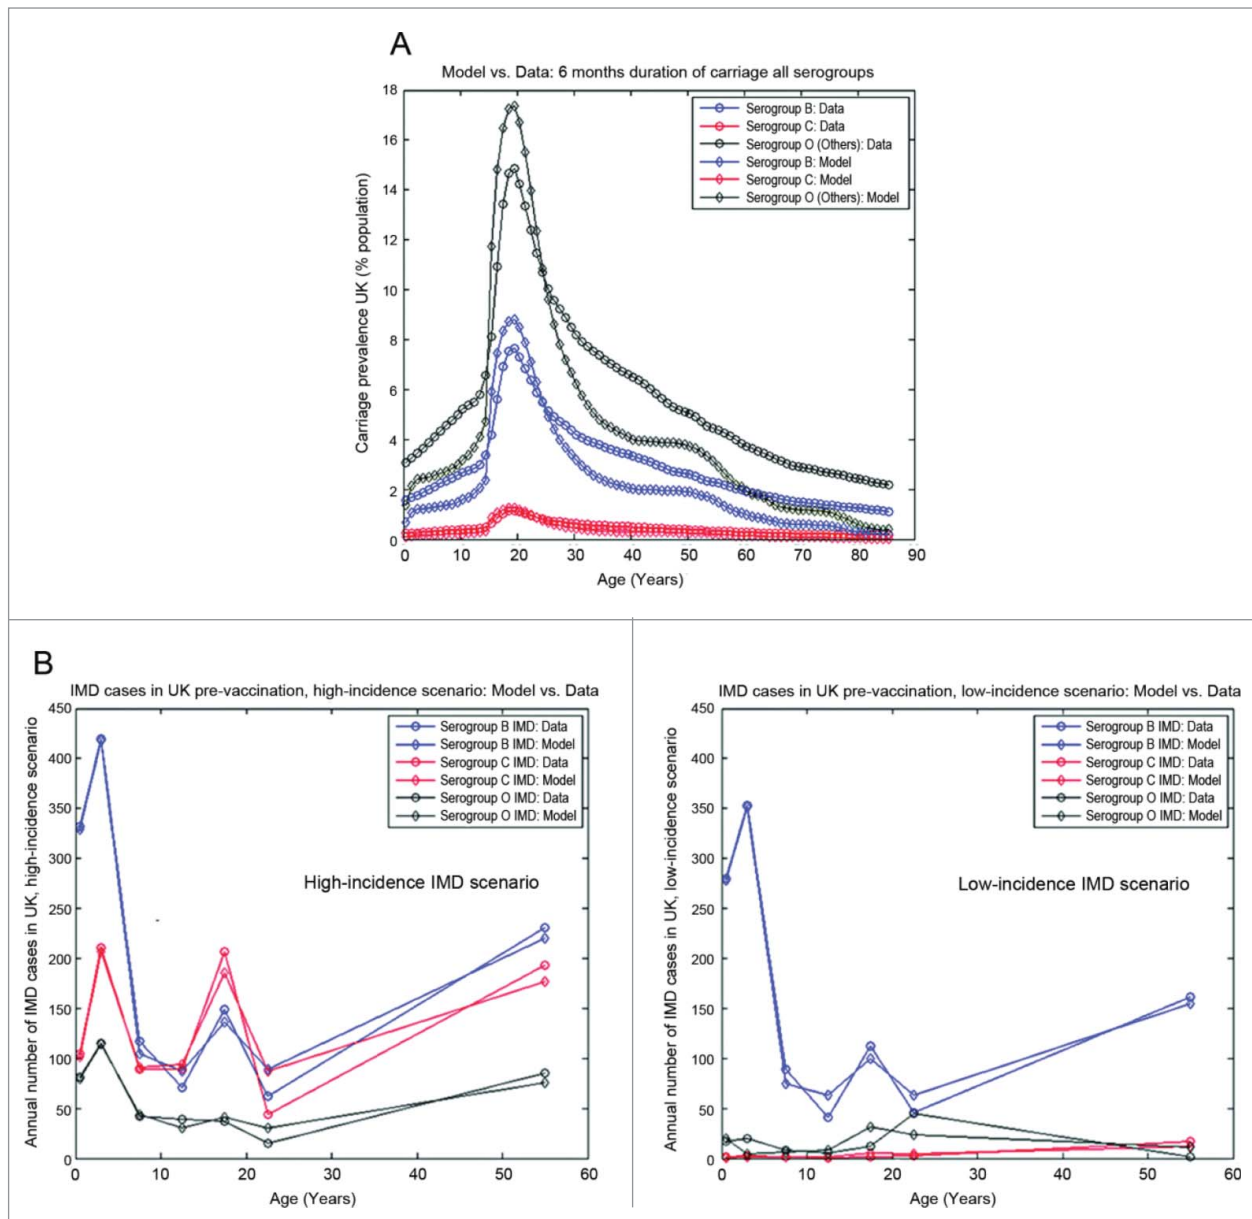 A
Model vs. Data: 6 months duration of carriage all serogroups
Carriage prevalence UK (% population)
18
16
14
12
10
8
6
4
2
0
Serogroup B: Data
Serogroup C: Data
Serogroup O (Others): Data
Serogroup B: Model
Serogroup C: Model
Serogroup O (Others): Model
0 10 20 30 40 50 60 70 80 90
Age (Years)
B
IMD cases in UK pre-vaccination, high-incidence scenario: Model vs. Data
Annual number of IMD cases in UK, high-incidence scenario
450
400
350
300
250
200
150
100
50
0
Serogroup B IMD: Data
Serogroup B IMD: Model
Serogroup C IMD: Data
Serogroup C IMD: Model
Serogroup O IMD: Data
Serogroup O IMD: Model
High-incidence IMD scenario
0 10 20 30 40 50 60
Age (Years)
IMD cases in UK pre-vaccination, low-incidence scenario: Model vs. Data
Annual number of IMD cases in UK, low-incidence scenario
450
400
350
300
250
200
150
100
50
0
Serogroup B IMD: Data
Serogroup B IMD: Model
Serogroup C IMD: Data
Serogroup C IMD: Model
Serogroup O IMD: Data
Serogroup O IMD: Model
Low-incidence IMD scenario
0 10 20 30 40 50 60
Age (Years)